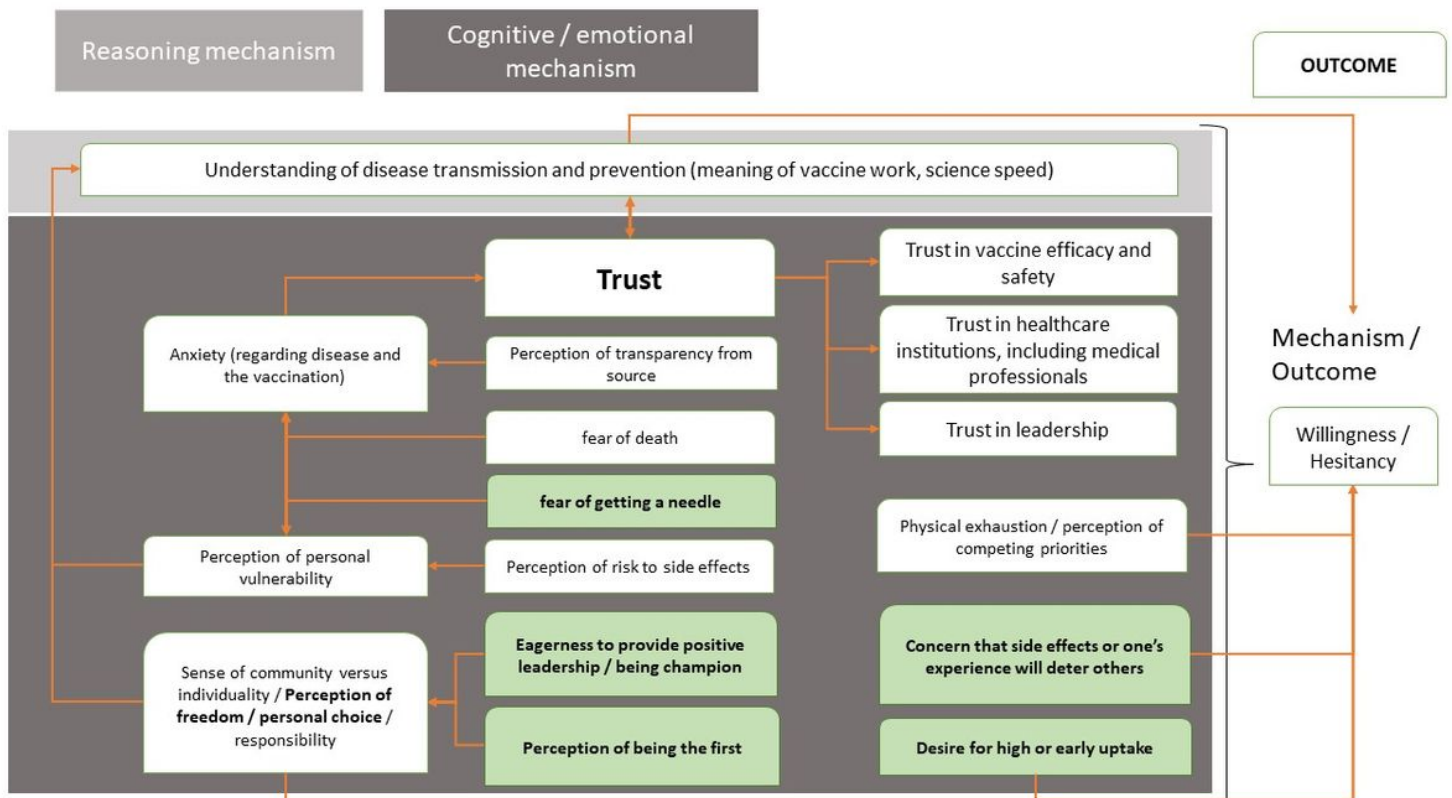 Reasoning mechanism
Cognitive / emotional
mechanism
OUTCOME
Understanding of disease transmission and prevention (meaning of vaccine work, science speed)
Trust
Trust in vaccine efficacy and
safety
Anxiety (regarding disease and
the vaccination)
Perception of transparency from
source
Trust in healthcare
institutions, including medical
professionals
Mechanism /
Outcome
fear of death
Trust in leadership
Willingness /
Hesitancy
fear of getting a needle
Physical exhaustion / perception of
competing priorities
Perception of personal
vulnerability
Perception of risk to side effects
Eagerness to provide positive
leadership / being champion
Concern that side effects or one's
experience will deter others
Sense of community versus
individuality / Perception of
freedom / personal choice /
responsibility
Perception of being the first
Desire for high or early uptake